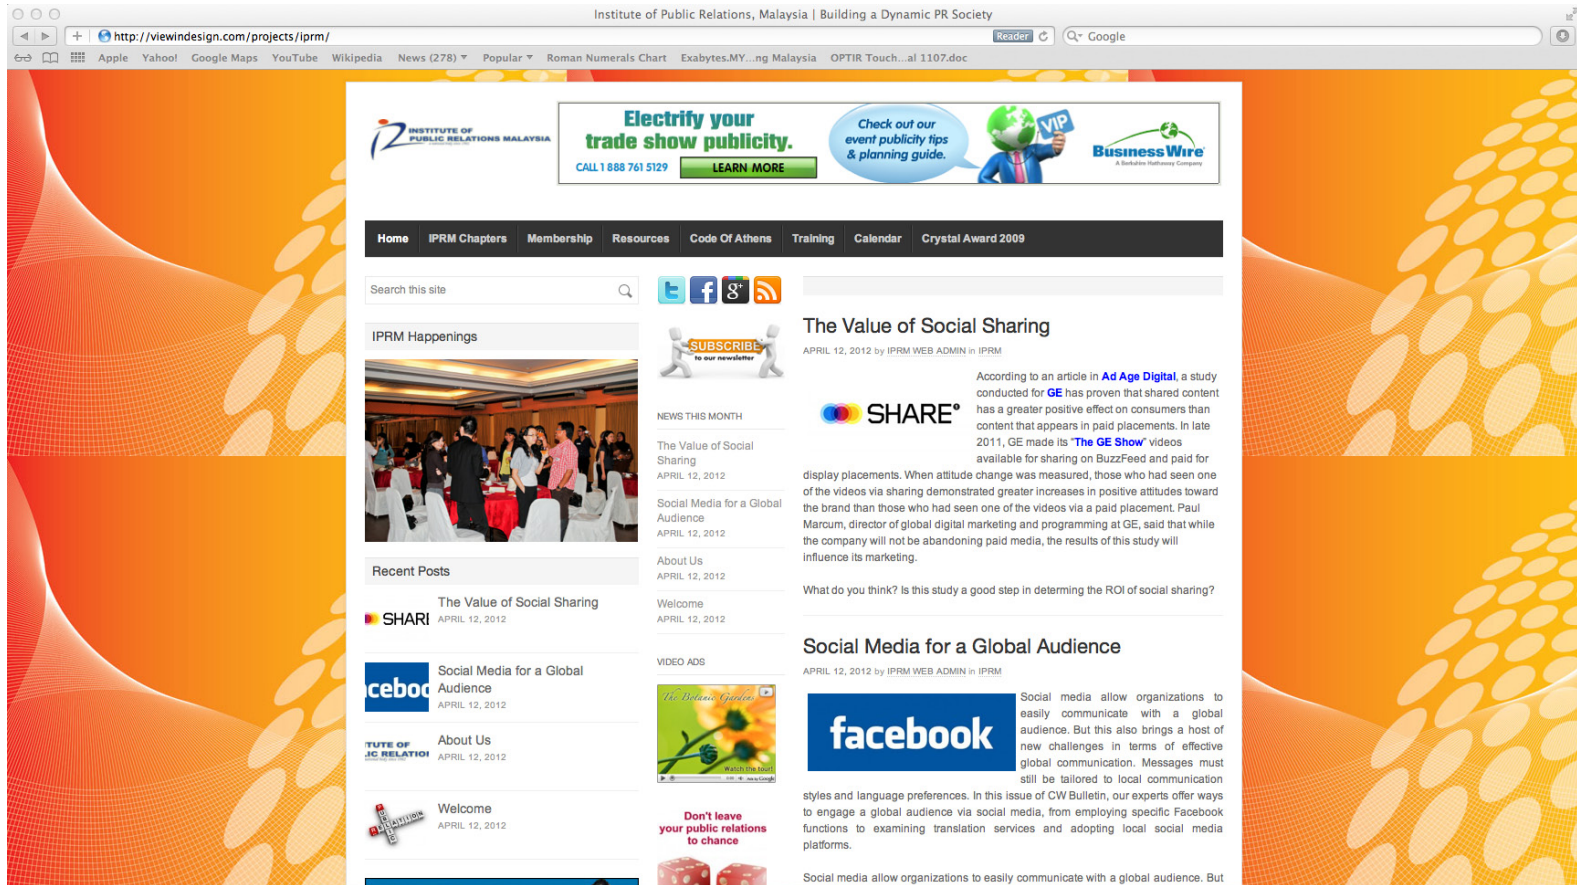 Institute of Public Relations, Malaysia | Building a Dynamic PR Society
http://viewindesign.com/projects/iprm/
Reader
Google
Apple Yahoo! Google Maps YouTube Wikipedia News (278) Popular Roman Numerals Chart Exabytes.MY...ng Malaysia OPTIR Touch...al 1107.doc
INSTITUTE OF
PUBLIC RELATIONS MALAYSIA
Electrify your
trade show publicity.
CALL 1 888 761 5129 LEARN MORE
Check out our
event publicity tips
& planning guide.
VIP
BUSINESS WIRE
A Berkshire Hathaway Company
Home IPRM Chapters Membership Resources Code Of Athens Training Calendar Crystal Award 2009
Search this site
IPRM Happenings
Recent Posts
SHARE
The Value of Social Sharing
APRIL 12, 2012
ceboo
Social Media for a Global
Audience
APRIL 12, 2012
TUTE OF
IC RELATION
About Us
APRIL 12, 2012
PUBLIC
RELATION
Welcome
APRIL 12, 2012
SUBSCRIBE
to our newsletter
NEWS THIS MONTH
The Value of Social
Sharing
APRIL 12, 2012
Social Media for a Global
Audience
APRIL 12, 2012
About Us
APRIL 12, 2012
Welcome
APRIL 12, 2012
VIDEO ADS
The Botanic Gardens
Watch the tour!
Don't leave
your public relations
to chance
The Value of Social Sharing
APRIL 12, 2012 by IPRM WEB ADMIN in IPRM
SHARE
According to an article in Ad Age Digital, a study
conducted for GE has proven that shared content
has a greater positive effect on consumers than
content that appears in paid placements. In late
2011, GE made its "The GE Show" videos
available for sharing on BuzzFeed and paid for
display placements. When attitude change was measured, those who had seen one
of the videos via sharing demonstrated greater increases in positive attitudes toward
the brand than those who had seen one of the videos via a paid placement. Paul
Marcum, director of global digital marketing and programming at GE, said that while
the company will not be abandoning paid media, the results of this study will
influence its marketing.
What do you think? Is this study a good step in determing the ROI of social sharing?
Social Media for a Global Audience
APRIL 12, 2012 by IPRM WEB ADMIN in IPRM
facebook
Social media allow organizations to
easily communicate with a global
audience. But this also brings a host of
new challenges in terms of effective
global communication. Messages must
still be tailored to local communication
styles and language preferences. In this issue of CW Bulletin, our experts offer ways
to engage a global audience via social media, from employing specific Facebook
functions to examining translation services and adopting local social media
platforms.
Social media allow organizations to easily communicate with a global audience. But